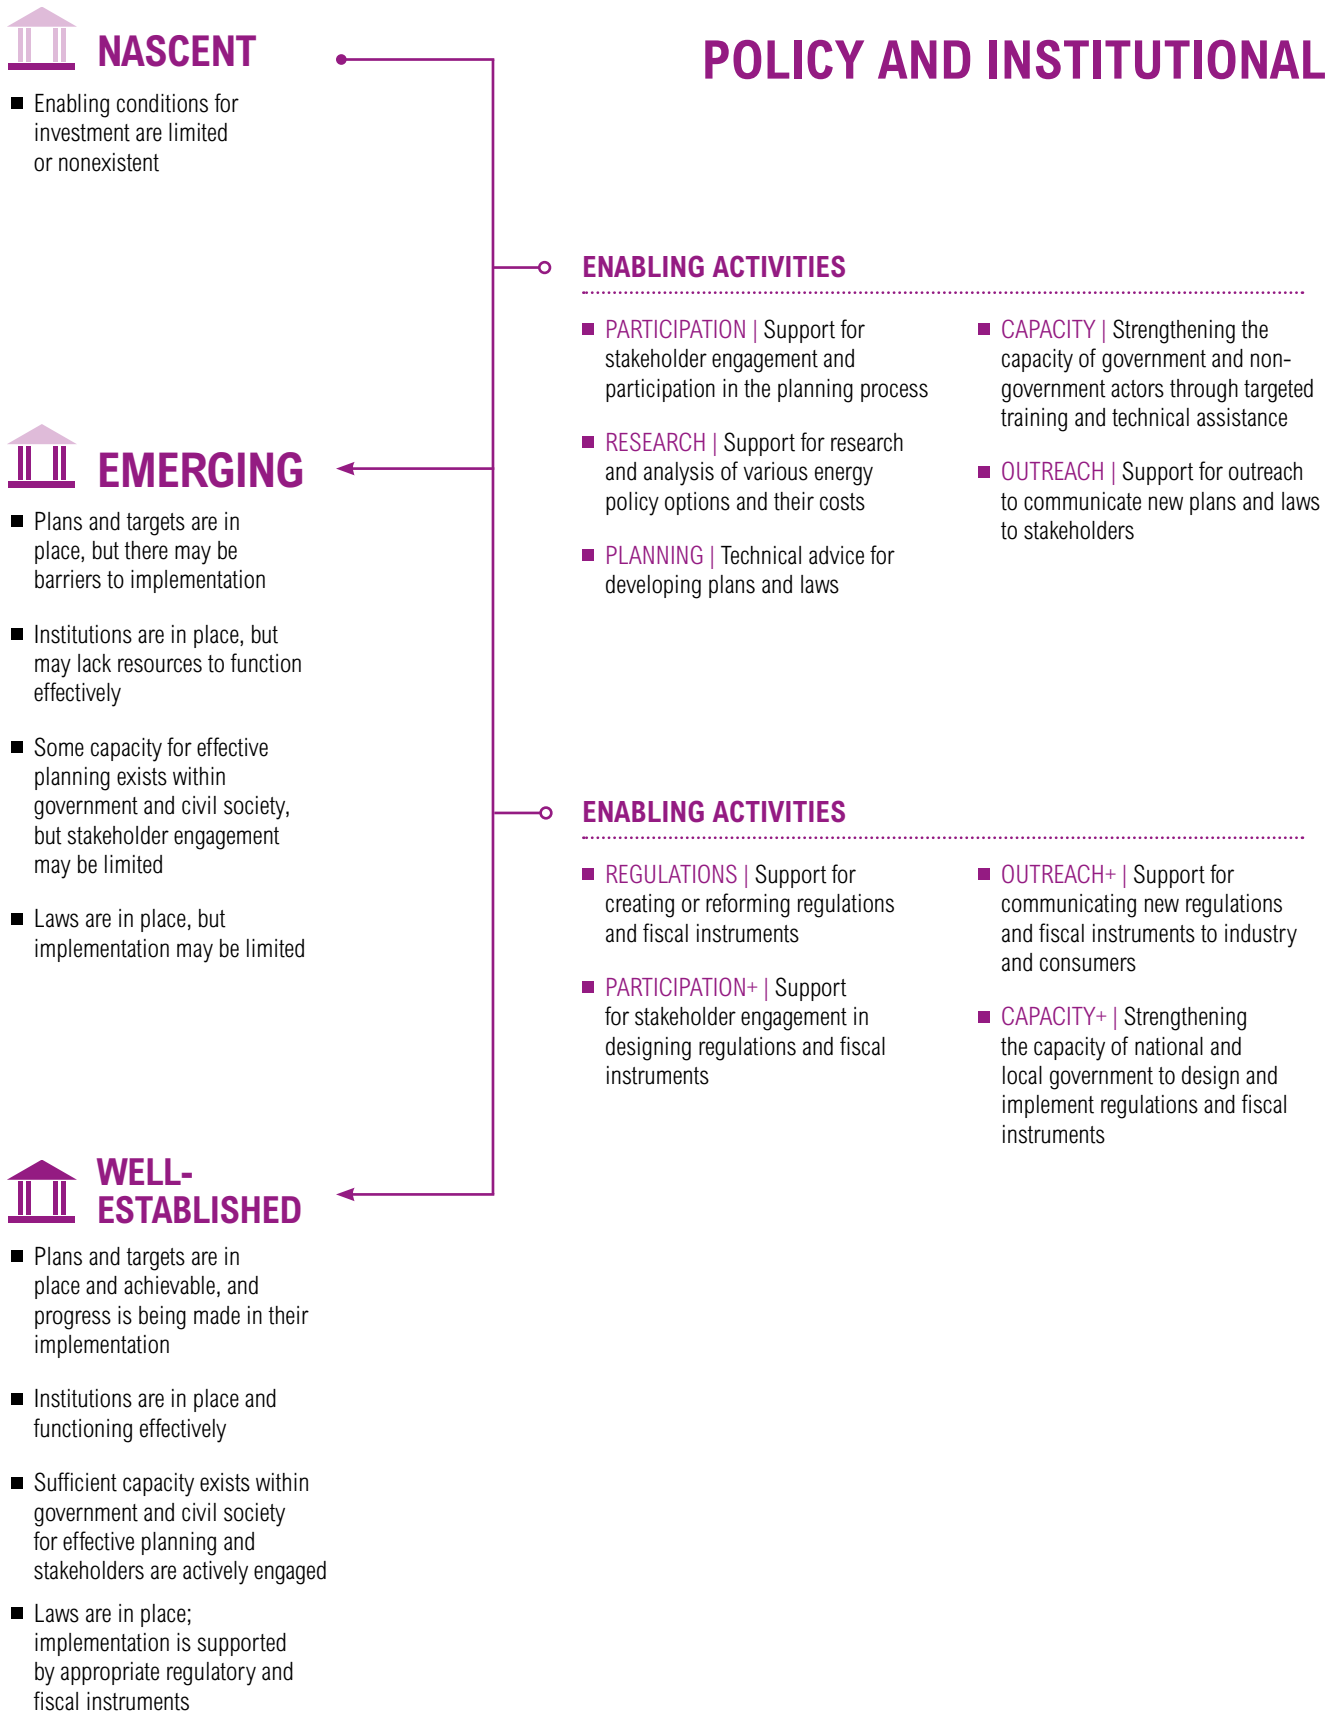 POLICY AND INSTITUTIONAL
NASCENT
■ Enabling conditions for
investment are limited
or nonexistent
ENABLING ACTIVITIES
■ PARTICIPATION | Support for
stakeholder engagement and
participation in the planning process
■ RESEARCH | Support for research
and analysis of various energy
policy options and their costs
■ PLANNING | Technical advice for
developing plans and laws
■ CAPACITY | Strengthening the
capacity of government and non-
government actors through targeted
training and technical assistance
■ OUTREACH | Support for outreach
to communicate new plans and laws
to stakeholders
EMERGING
■ Plans and targets are in
place, but there may be
barriers to implementation
■ Institutions are in place, but
may lack resources to function
effectively
■ Some capacity for effective
planning exists within
government and civil society,
but stakeholder engagement
may be limited
■ Laws are in place, but
implementation may be limited
ENABLING ACTIVITIES
■ REGULATIONS | Support for
creating or reforming regulations
and fiscal instruments
■ PARTICIPATION+ | Support
for stakeholder engagement in
designing regulations and fiscal
instruments
■ OUTREACH+ | Support for
communicating new regulations
and fiscal instruments to industry
and consumers
■ CAPACITY+ | Strengthening
the capacity of national and
local government to design and
implement regulations and fiscal
instruments
WELL-
ESTABLISHED
■ Plans and targets are in
place and achievable, and
progress is being made in their
implementation
■ Institutions are in place and
functioning effectively
■ Sufficient capacity exists within
government and civil society
for effective planning and
stakeholders are actively engaged
■ Laws are in place;
implementation is supported
by appropriate regulatory and
fiscal instruments